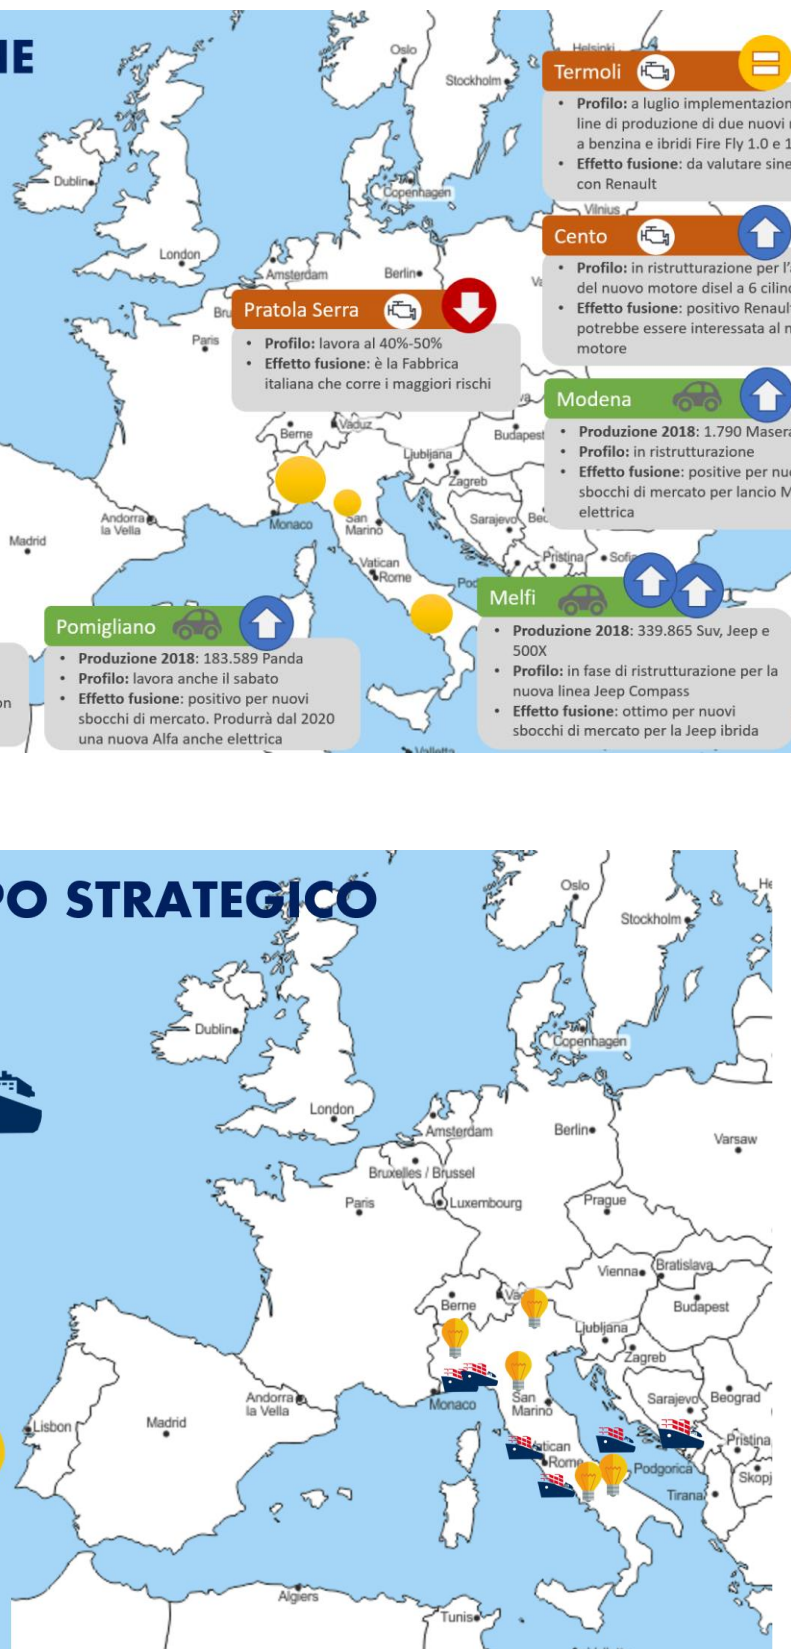 NE
Oslo
Helsinki
Stockholm
Termoli
Profilo: a luglio implementazion
line di produzione di due nuovi
a benzina e ibridi Fire Fly 1.0 e 1
Effetto fusione: da valutare sine
con Renault
Dublin
Copenhagen
Vilnius
London
Cento
Amsterdam
Berlin
Profilo: in ristrutturazione per l'a
del nuovo motore disel a 6 cilind
Effetto fusione: positivo Renault
potrebbe essere interessata al n
motore
Bru
Pratola Serra
Paris
Profilo: lavora al 40%-50%
Effetto fusione: è la Fabbrica
italiana che corre i maggiori rischi
Modena
Produzione 2018: 1.790 Masera
Profilo: in ristrutturazione
Effetto fusione: positive per nuo
sbocchi di mercato per lancio M
elettrica
Vaduz
Berne
Budapest
Ljubljana
Zagreb
Andorra
la Vella
Monaco
San
Marino
Sarajevo
Beo
Madrid
Vatican
Rome
Pristina
Sofia
Pod
Melfi
Produzione 2018: 339.865 Suv, Jeep e
500X
Profilo: in fase di ristrutturazione per la
nuova linea Jeep Compass
Effetto fusione: ottimo per nuovi
sbocchi di mercato per la Jeep ibrida
Pomigliano
Produzione 2018: 183.589 Panda
Profilo: lavora anche il sabato
Effetto fusione: positivo per nuovi
sbocchi di mercato. Produrrà dal 2020
una nuova Alfa anche elettrica
on
Valletta
PO STRATEGICO
Oslo
He
Stockholm
Dublin
Copenhagen
London
Amsterdam
Berlin
Varsaw
Bruxelles / Brussel
Paris
Luxembourg
Prague
Vienna
Bratislava
Berne
Va
Budapest
Ljubljana
Zagreb
Andorra
la Vella
Monaco
San
Marino
Sarajevo
Beograd
Lisbon
Madrid
Vatican
Rome
Pristina
Podgorica
Skopj
Tirana
Algiers
Tunis